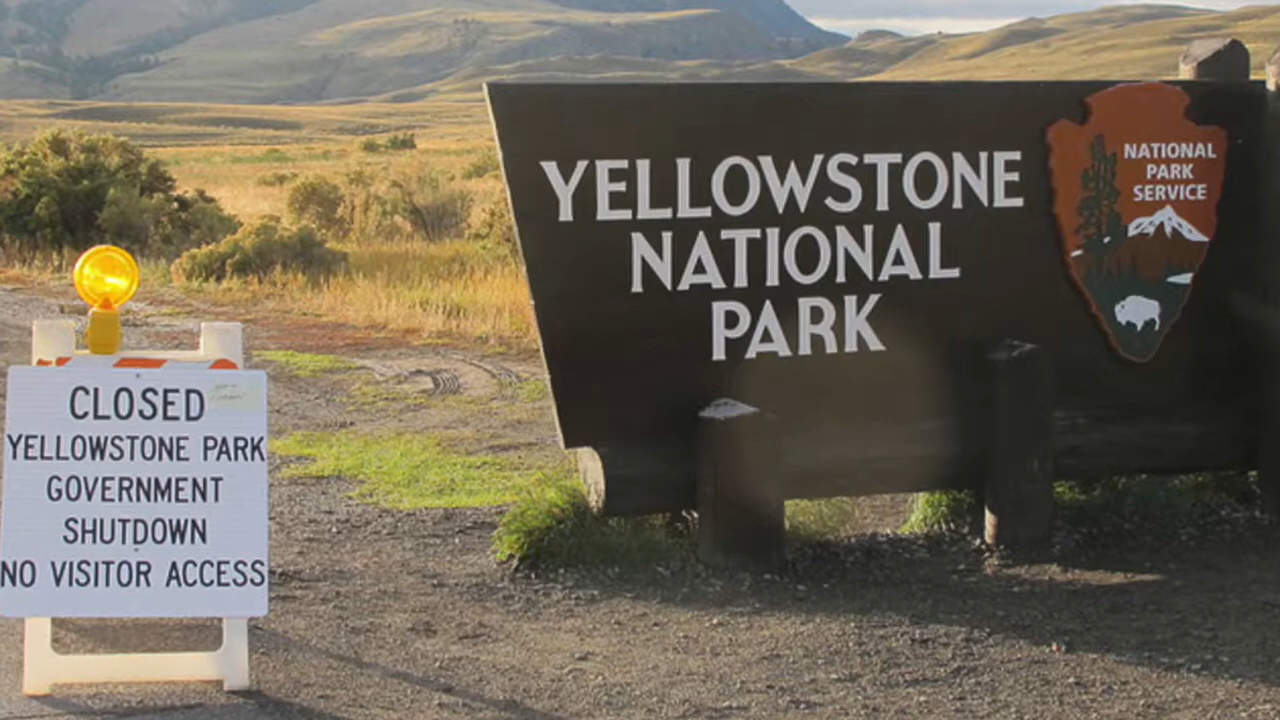 CLOSED
YELLOWSTONE PARK
GOVERNMENT
SHUTDOWN
NO VISITOR ACCESS
YELLOWSTONE
NATIONAL
PARK
NATIONAL
PARK
SERVICE